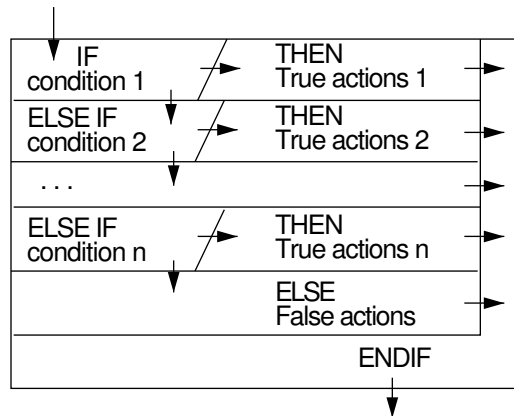 IF
condition 1
THEN
True actions 1
ELSE IF
condition 2
THEN
True actions 2
. . .
ELSE IF
condition n
THEN
True actions n
ELSE
False actions
ENDIF